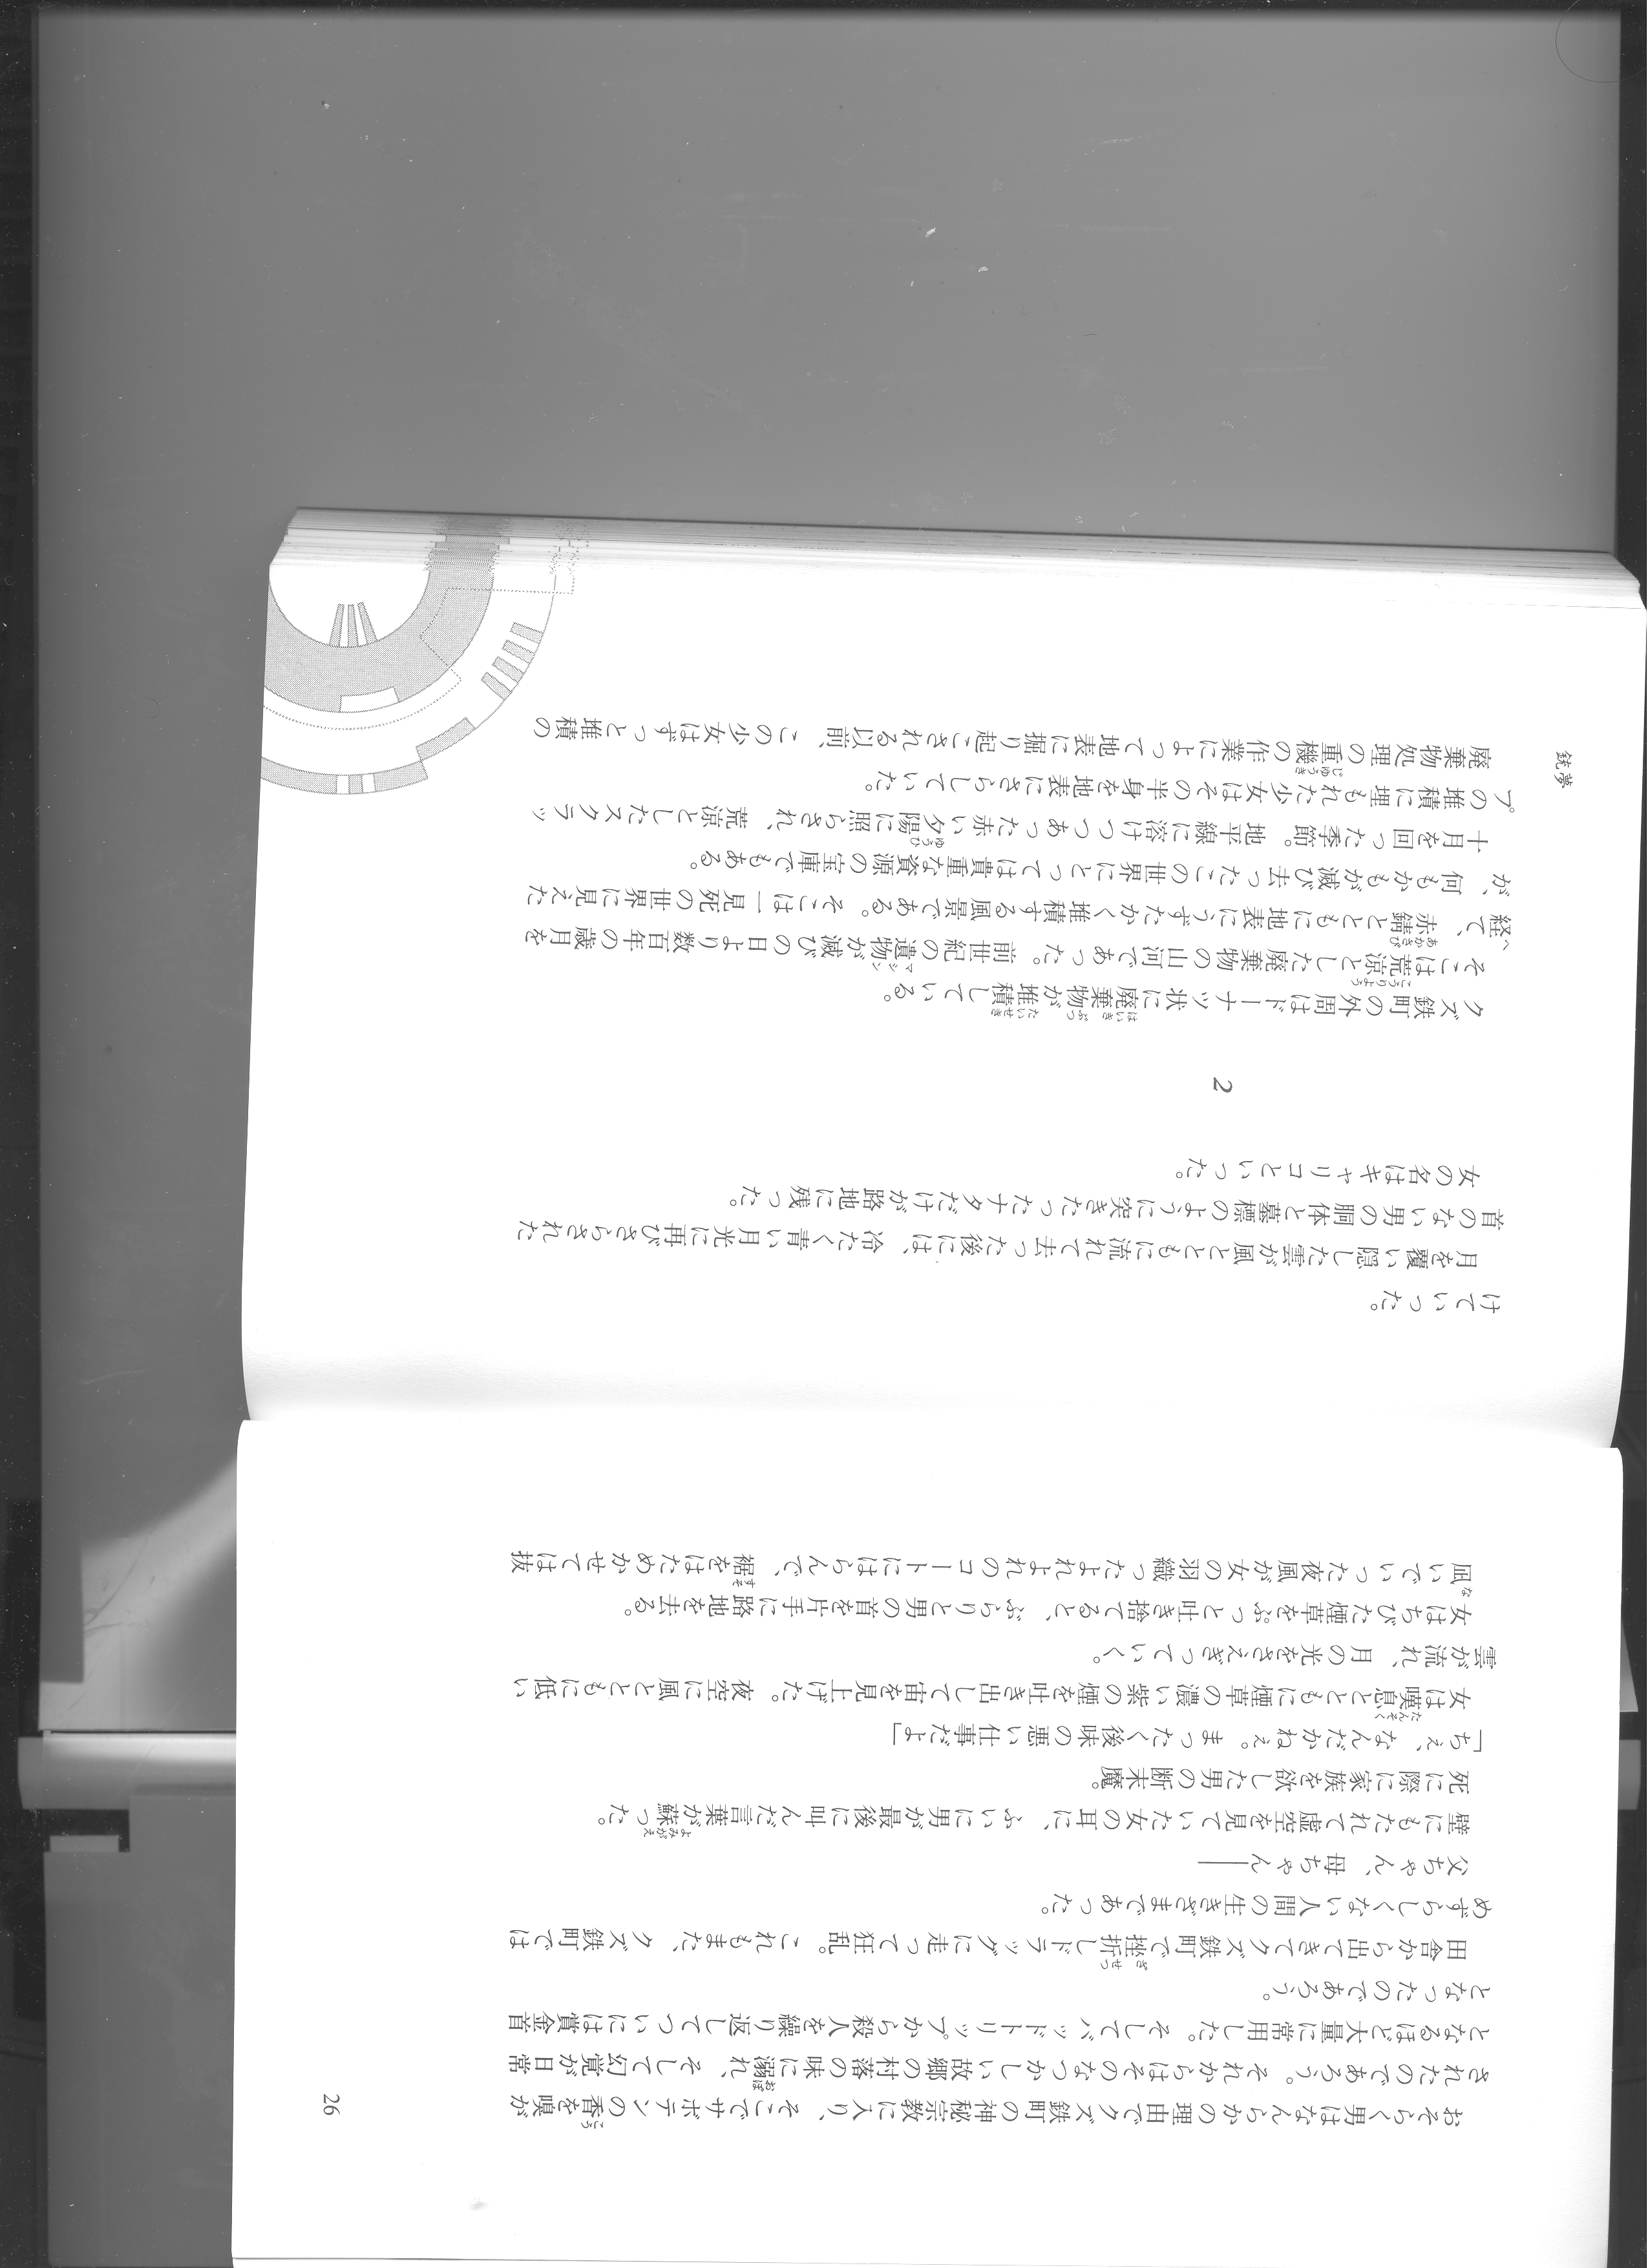 おそらく男はなんらかの理由でクズ鉄町の神秘宗教に入り、そこでサボテンの香を嗅が
されたのであろう。それからはそのなつかしい故郷の村落の味に溺れ、そして幻覚が日常
となるほど大量に常用した。そしてバッドトリップから殺人を繰り返してついには賞金首
となったのであろう。
田舎から出てきてクズ鉄町で挫折しドラッグに走って狂乱。これもまた、クズ鉄町では
めずらしくない人間の生きざまであった。
父ちゃん、母ちゃん――
壁にもたれて虚空を見ていた女の耳に、ふいに男が最後に叫んだ言葉が蘇った。
死に際に家族を欲した男の断末魔。
「ちぇ、なんだかねぇ。まったく後味の悪い仕事だよ」
女は嘆息とともに煙草の濃い紫の煙を吐き出して宙を見上げた。夜空に風とともに低い
雲が流れ、月の光をさえぎっていく。
女はちびた煙草をぷっと吐き捨てると、ぶらりと男の首を片手に路地を去る。
凪いでいった夜風が女の羽織ったよれよれのコートにはらんで、裾をはためかせては抜
26
けていった。
月を覆い隠した雲が風とともに流れて去った後には、冷たく青い月光に再びさらされた
首のない男の胴体と墓標のように突きたったナタだけが路地に残った。
女の名はキャリコといった。
2
クズ鉄町の外周はドーナッツ状に廃棄物が堆積している。
そこは荒涼とした廃棄物の山河であった。前世紀の遺物が滅びの日より数百年の歳月を
経て、赤錆とともに地表にうずたかく堆積する風景である。そこは一見死の世界に見えた
が、何もかもが滅び去ったこの世界にとっては貴重な資源の宝庫でもある。
十月を回った季節。地平線に溶けつつあった赤い夕陽に照らされ、荒涼としたスクラッ
プの堆積に埋もれた少女はその半身を地表にさらしていた。
廃棄物処理の重機の作業によって地表に掘り起こされる以前、この少女はずっと堆積の
銃夢